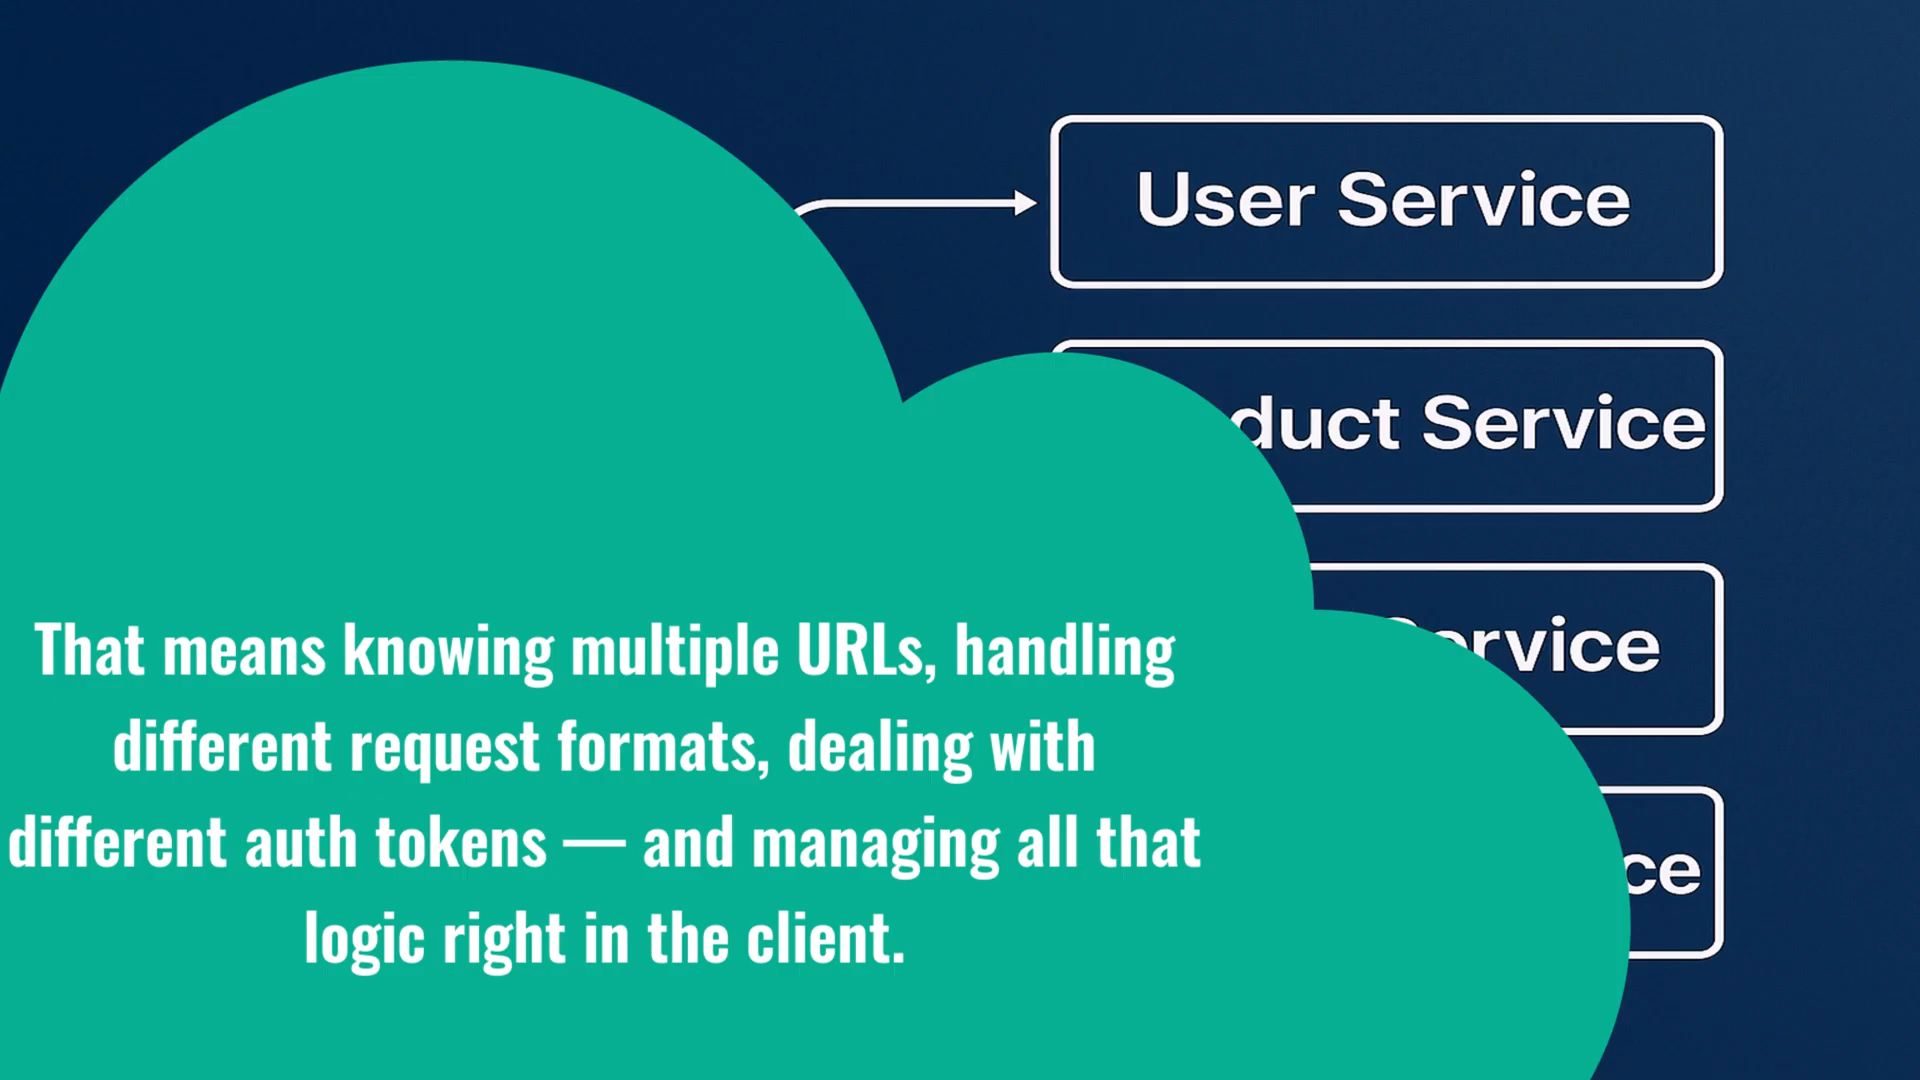 User Service
duct Service
Service
ce
That means knowing multiple URLs, handling
different request formats, dealing with
different auth tokens — and managing all that
logic right in the client.